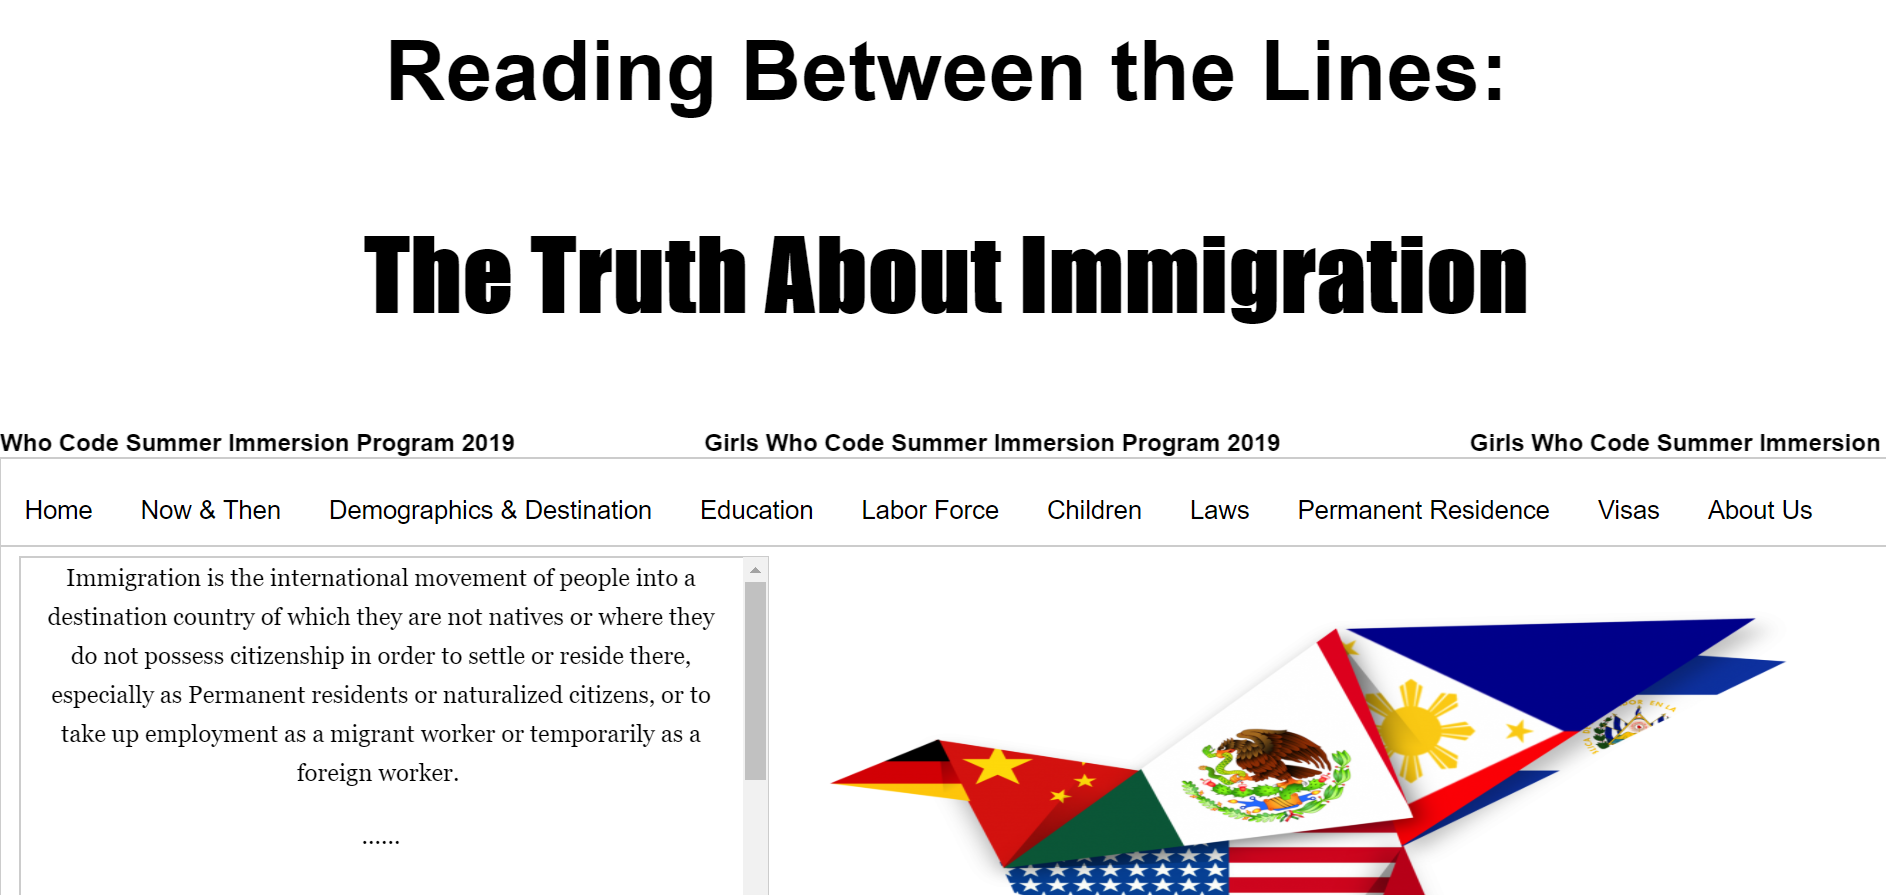 Reading Between the Lines:
The Truth About Immigration
Who Code Summer Immersion Program 2019 Girls Who Code Summer Immersion Program 2019 Girls Who Code Summer Immersion
Home Now & Then Demographics & Destination Education Labor Force Children Laws Permanent Residence Visas About Us
Immigration is the international movement of people into a
destination country of which they are not natives or where they
do not possess citizenship in order to settle or reside there,
especially as Permanent residents or naturalized citizens, or to
take up employment as a migrant worker or temporarily as a
foreign worker.
......